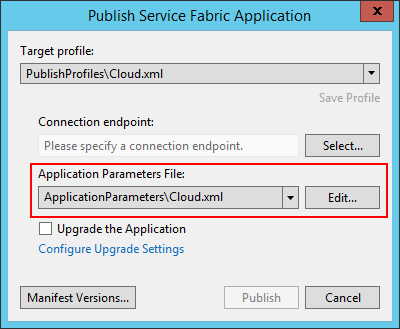 Publish Service Fabric Application
x
Target profile:
PublishProfiles\Cloud.xml
Save Profile
Connection endpoint:
Please specify a connection endpoint.
Select...
Application Parameters File:
ApplicationParameters\Cloud.xml
Edit...
Upgrade the Application
Configure Upgrade Settings
Manifest Versions...
Publish
Cancel